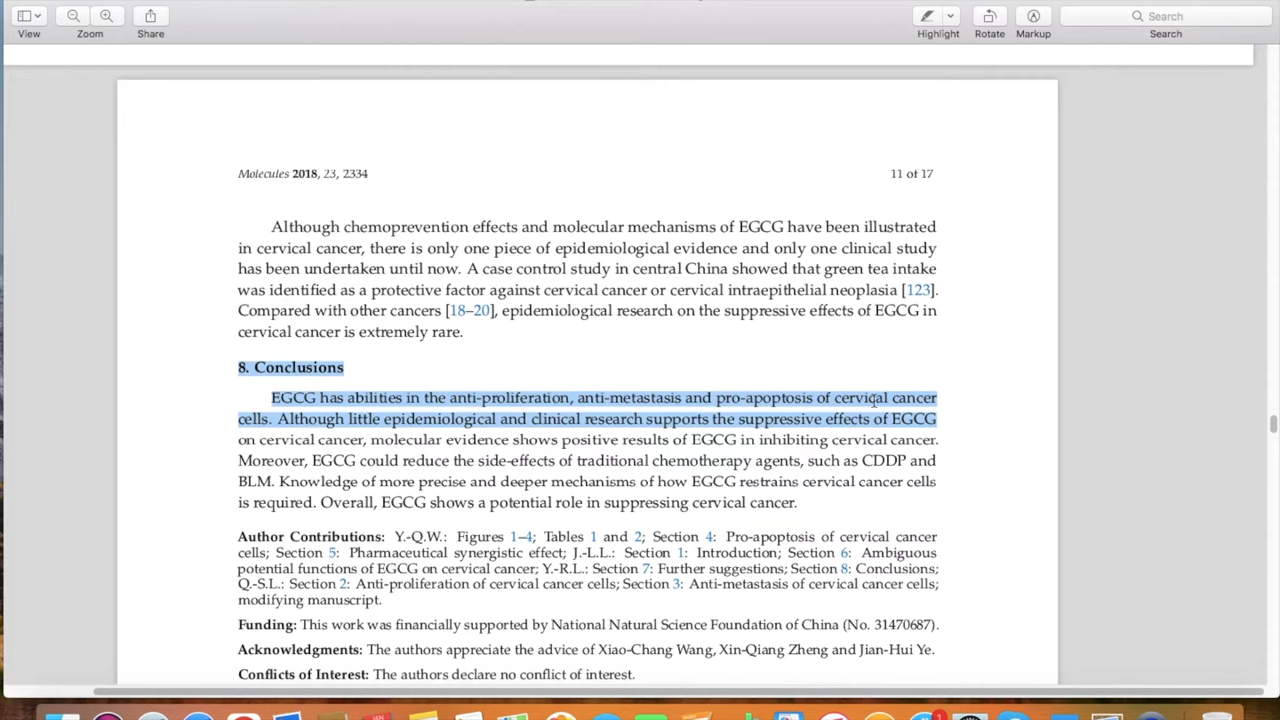 View
Zoom
Share
Highlight
Rotate
Markup
Search
Search
Molecules 2018, 23, 2334
11 of 17
Although chemoprevention effects and molecular mechanisms of EGCG have been illustrated
in cervical cancer, there is only one piece of epidemiological evidence and only one clinical study
has been undertaken until now. A case control study in central China showed that green tea intake
was identified as a protective factor against cervical cancer or cervical intraepithelial neoplasia [123].
Compared with other cancers [18–20], epidemiological research on the suppressive effects of EGCG in
cervical cancer is extremely rare.
8. Conclusions
EGCG has abilities in the anti-proliferation, anti-metastasis and pro-apoptosis of cervical cancer
cells. Although little epidemiological and clinical research supports the suppressive effects of EGCG
on cervical cancer, molecular evidence shows positive results of EGCG in inhibiting cervical cancer.
Moreover, EGCG could reduce the side-effects of traditional chemotherapy agents, such as CDDP and
BLM. Knowledge of more precise and deeper mechanisms of how EGCG restrains cervical cancer cells
is required. Overall, EGCG shows a potential role in suppressing cervical cancer.
Author Contributions: Y.-Q.W.: Figures 1–4; Tables 1 and 2; Section 4: Pro-apoptosis of cervical cancer
cells; Section 5: Pharmaceutical synergistic effect; J.-L.L.: Section 1: Introduction; Section 6: Ambiguous
potential functions of EGCG on cervical cancer; Y.-R.L.: Section 7: Further suggestions; Section 8: Conclusions;
Q.-S.L.: Section 2: Anti-proliferation of cervical cancer cells; Section 3: Anti-metastasis of cervical cancer cells;
modifying manuscript.
Funding: This work was financially supported by National Natural Science Foundation of China (No. 31470687).
Acknowledgments: The authors appreciate the advice of Xiao-Chang Wang, Xin-Qiang Zheng and Jian-Hui Ye.
Conflicts of Interest: The authors declare no conflict of interest.
JAN
1